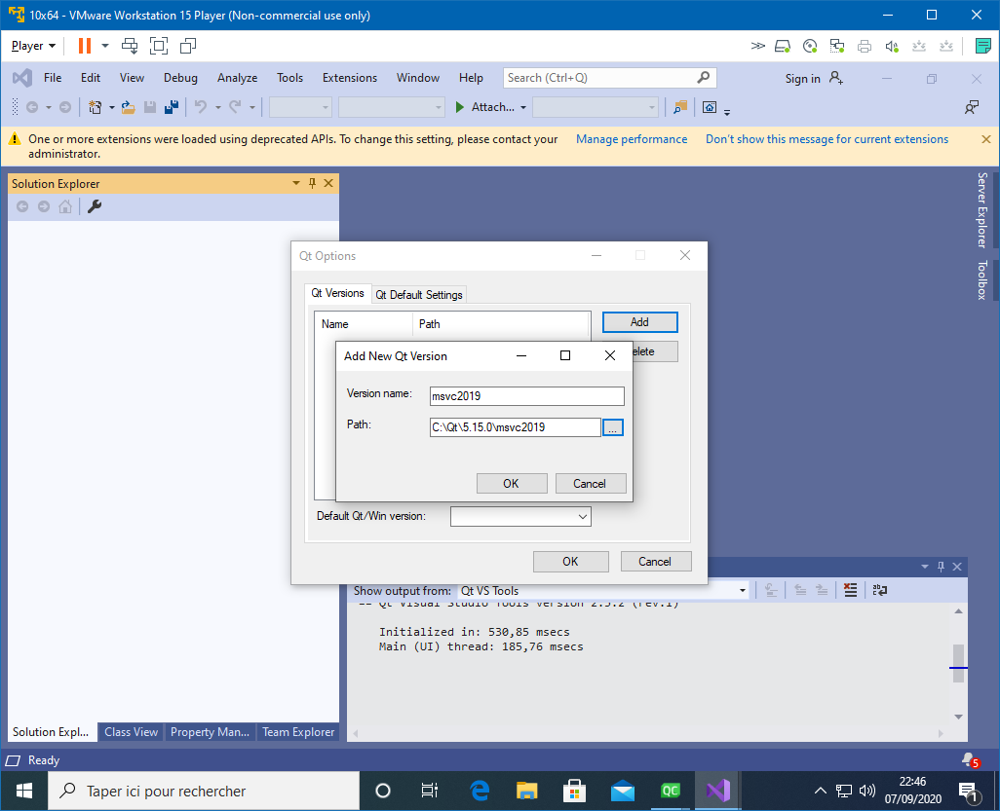 10x64 - VMware Workstation 15 Player (Non-commercial use only)
Player
File Edit View Debug Analyze Tools Extensions Window Help Search (Ctrl+Q) Sign in
Attach...
One or more extensions were loaded using deprecated APIs. To change this setting, please contact your administrator. Manage performance Don't show this message for current extensions
Solution Explorer
Server Explorer
Toolbox
Qt Options
Qt Versions Qt Default Settings
Name Path Add
elete
Add New Qt Version
Version name: msvc2019
Path: C:\Qt\5.15.0\msvc2019 ...
OK Cancel
Default Qt/Win version:
OK Cancel
Show output from: Qt VS Tools
== Qt Visual Studio Tools version 2.5.2 (rev.1)
Initialized in: 530,85 msecs
Main (UI) thread: 185,76 msecs
Solution Expl... Class View Property Man... Team Explorer
Ready 5
Taper ici pour rechercher QC 22:46
07/09/2020 1